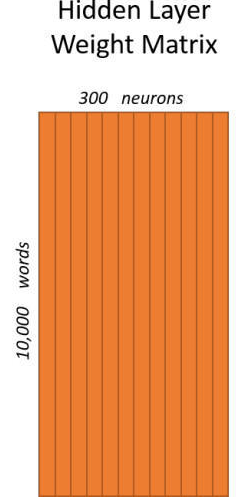 Hidden Layer
Weight Matrix
300 neurons
10,000 words